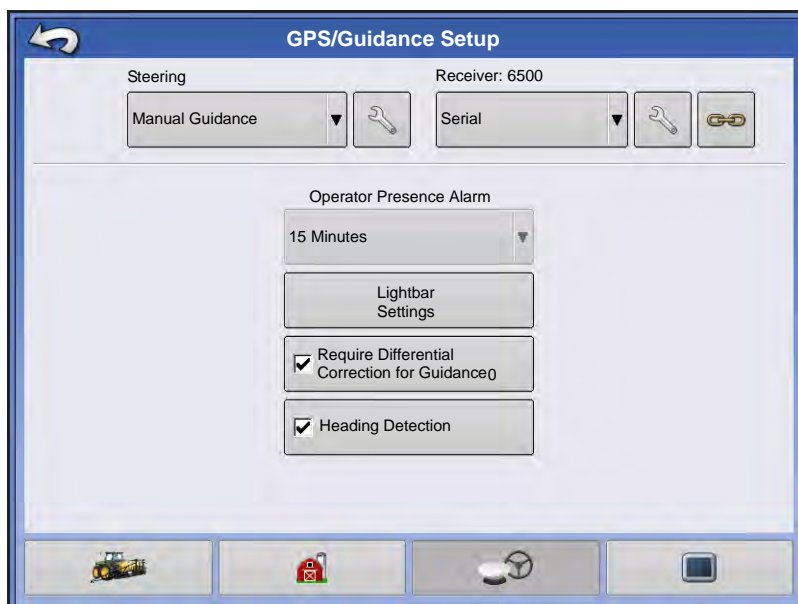 GPS/Guidance Setup
Steering
Receiver: 6500
Manual Guidance
Serial
Operator Presence Alarm
15 Minutes
Lightbar
Settings
Require Differential
Correction for Guidance0
Heading Detection